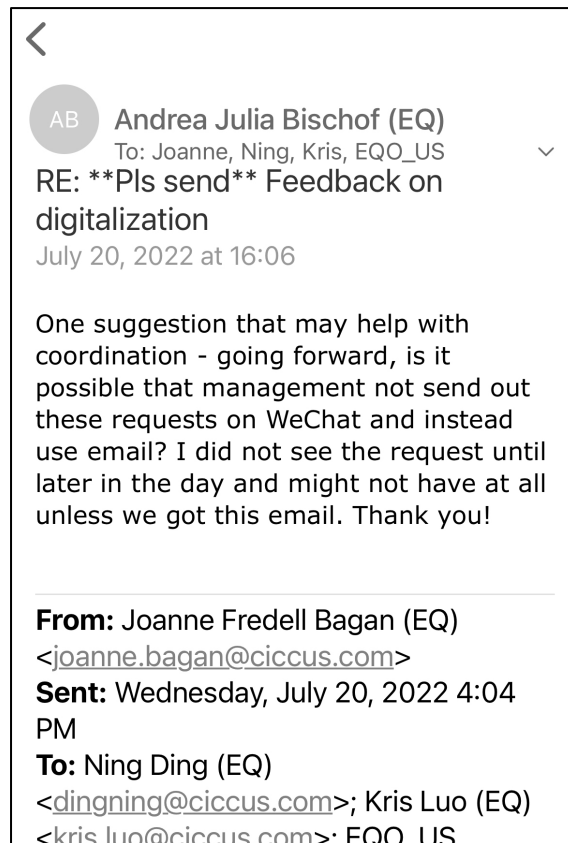 AB
Andrea Julia Bischof (EQ)
To: Joanne, Ning, Kris, EQO_US
RE: **Pls send** Feedback on
digitalization
July 20, 2022 at 16:06
One suggestion that may help with
coordination - going forward, is it
possible that management not send out
these requests on WeChat and instead
use email? I did not see the request until
later in the day and might not have at all
unless we got this email. Thank you!
From: Joanne Fredell Bagan (EQ)
<joanne.bagan@ciccus.com>
Sent: Wednesday, July 20, 2022 4:04
PM
To: Ning Ding (EQ)
<dingning@ciccus.com>; Kris Luo (EQ)
<kris.luo@ciccus.com>; EQO_US